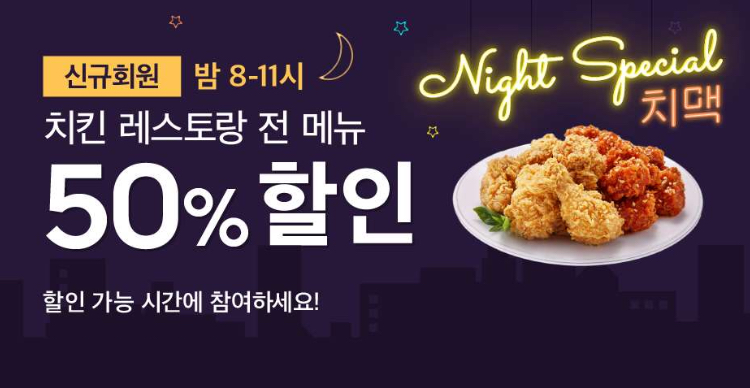 신규회원 밤 8-11시
치킨 레스토랑 전 메뉴
50% 할인
할인 가능 시간에 참여하세요!
Night Special
치맥